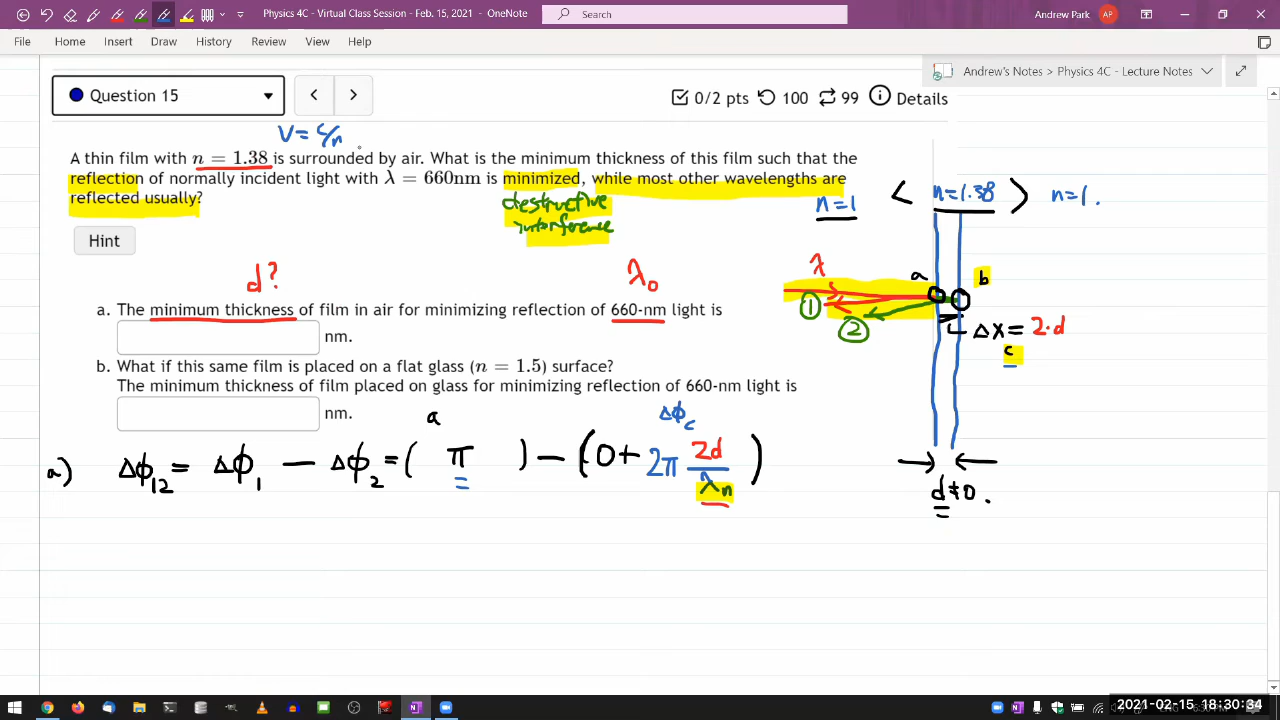 Physics 4C - Virtual Class Session - Feb. 15, 2021 - OneNote
Search
Andrew Park AP
File Home Insert Draw History Review View Help
Andrew's Notes > Physics 4C - Lecture Notes
Question 15
< >
0/2 pts 100 99 Details
V = c/n
A thin film with n = 1.38 is surrounded by air. What is the minimum thickness of this film such that the
reflection of normally incident light with λ = 660nm is minimized, while most other wavelengths are
reflected usually?
destructive
interference
n=1 < n=1.38 > n=1.
Hint
d?
λ₀
λ
a b
① ②
Δx = 2·d
c
a. The minimum thickness of film in air for minimizing reflection of 660-nm light is
nm.
b. What if this same film is placed on a flat glass (n = 1.5) surface?
The minimum thickness of film placed on glass for minimizing reflection of 660-nm light is
nm.
a
Δϕc
a) Δϕ₁₂ = Δϕ₁ — Δϕ₂ = ( π ) — (0 + 2π 2d/λn )
d≠0.
2021-02-15 18:30:34